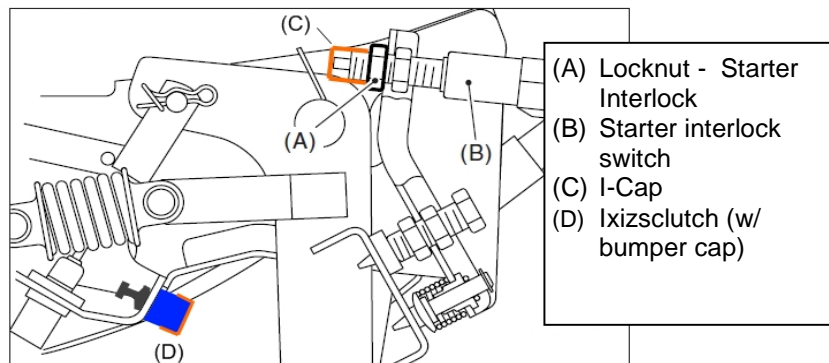 (C)
(A)
(B)
(D)
(A) Locknut - Starter
Interlock
(B) Starter interlock
switch
(C) I-Cap
(D) Ixizsclutch (w/
bumper cap)